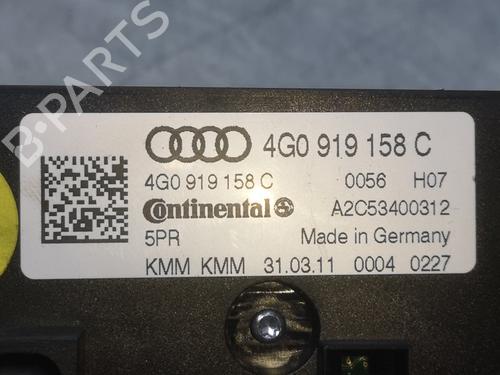 4G0 919 158 C
4G0 919 158 C 0056 H07
Continental A2C53400312
5PR Made in Germany
KMM KMM 31.03.11 0004 0227
B-PARTS